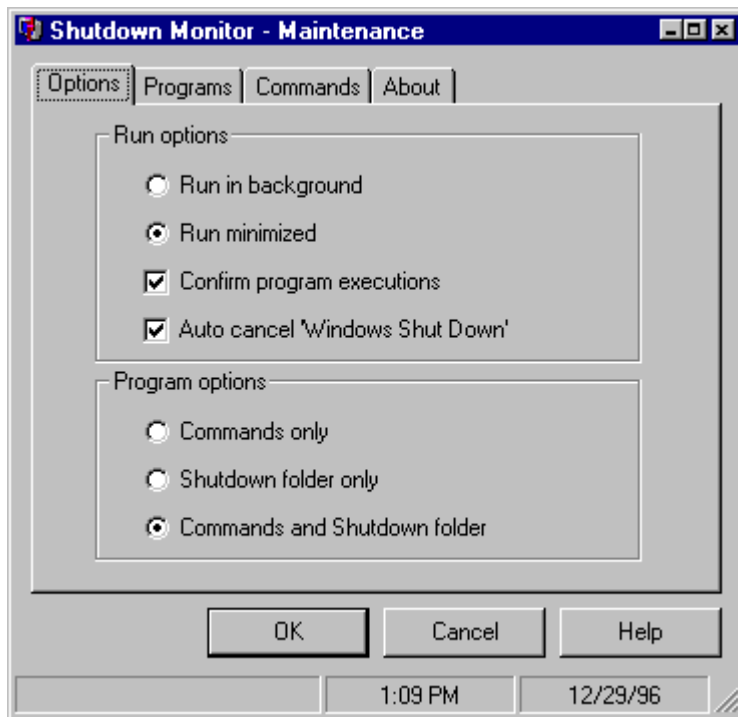 Shutdown Monitor - Maintenance
Options Programs Commands About
Run options
Run in background
Run minimized
Confirm program executions
Auto cancel 'Windows Shut Down'
Program options
Commands only
Shutdown folder only
Commands and Shutdown folder
OK Cancel Help
1:09 PM 12/29/96